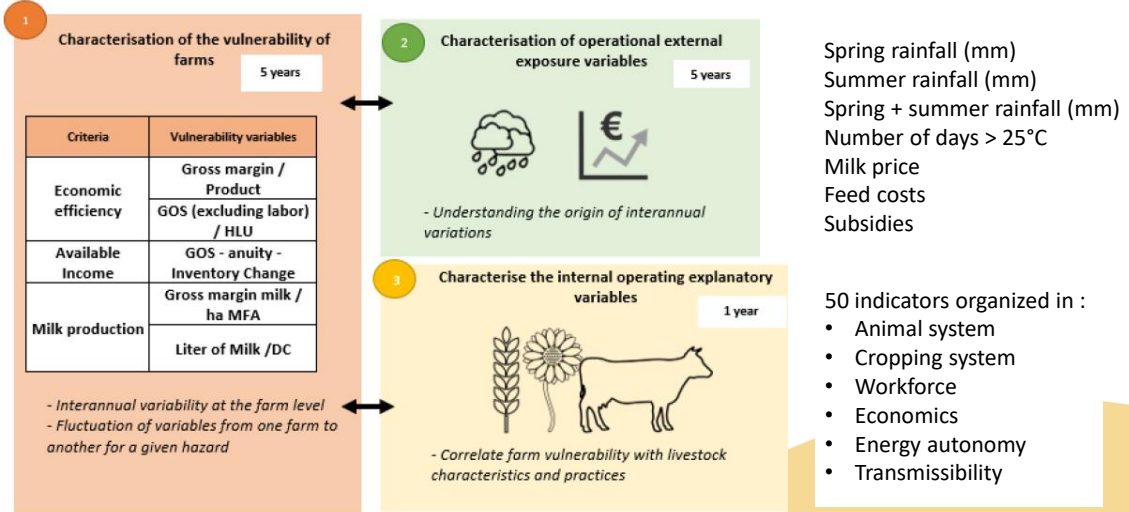 1
Characterisation of the vulnerability of
farms
5 years
Criteria
Vulnerability variables
Economic
efficiency
Gross margin /
Product
GOS (excluding labor)
/ HLU
Available
Income
GOS - anuity -
Inventory Change
Milk production
Gross margin milk /
ha MFA
Liter of Milk /DC
- Interannual variability at the farm level
- Fluctuation of variables from one farm to
another for a given hazard
2
Characterisation of operational external
exposure variables
5 years
€
- Understanding the origin of interannual
variations
3
Characterise the internal operating explanatory
variables
1 year
- Correlate farm vulnerability with livestock
characteristics and practices
Spring rainfall (mm)
Summer rainfall (mm)
Spring + summer rainfall (mm)
Number of days > 25°C
Milk price
Feed costs
Subsidies
50 indicators organized in :
• Animal system
• Cropping system
• Workforce
• Economics
• Energy autonomy
• Transmissibility